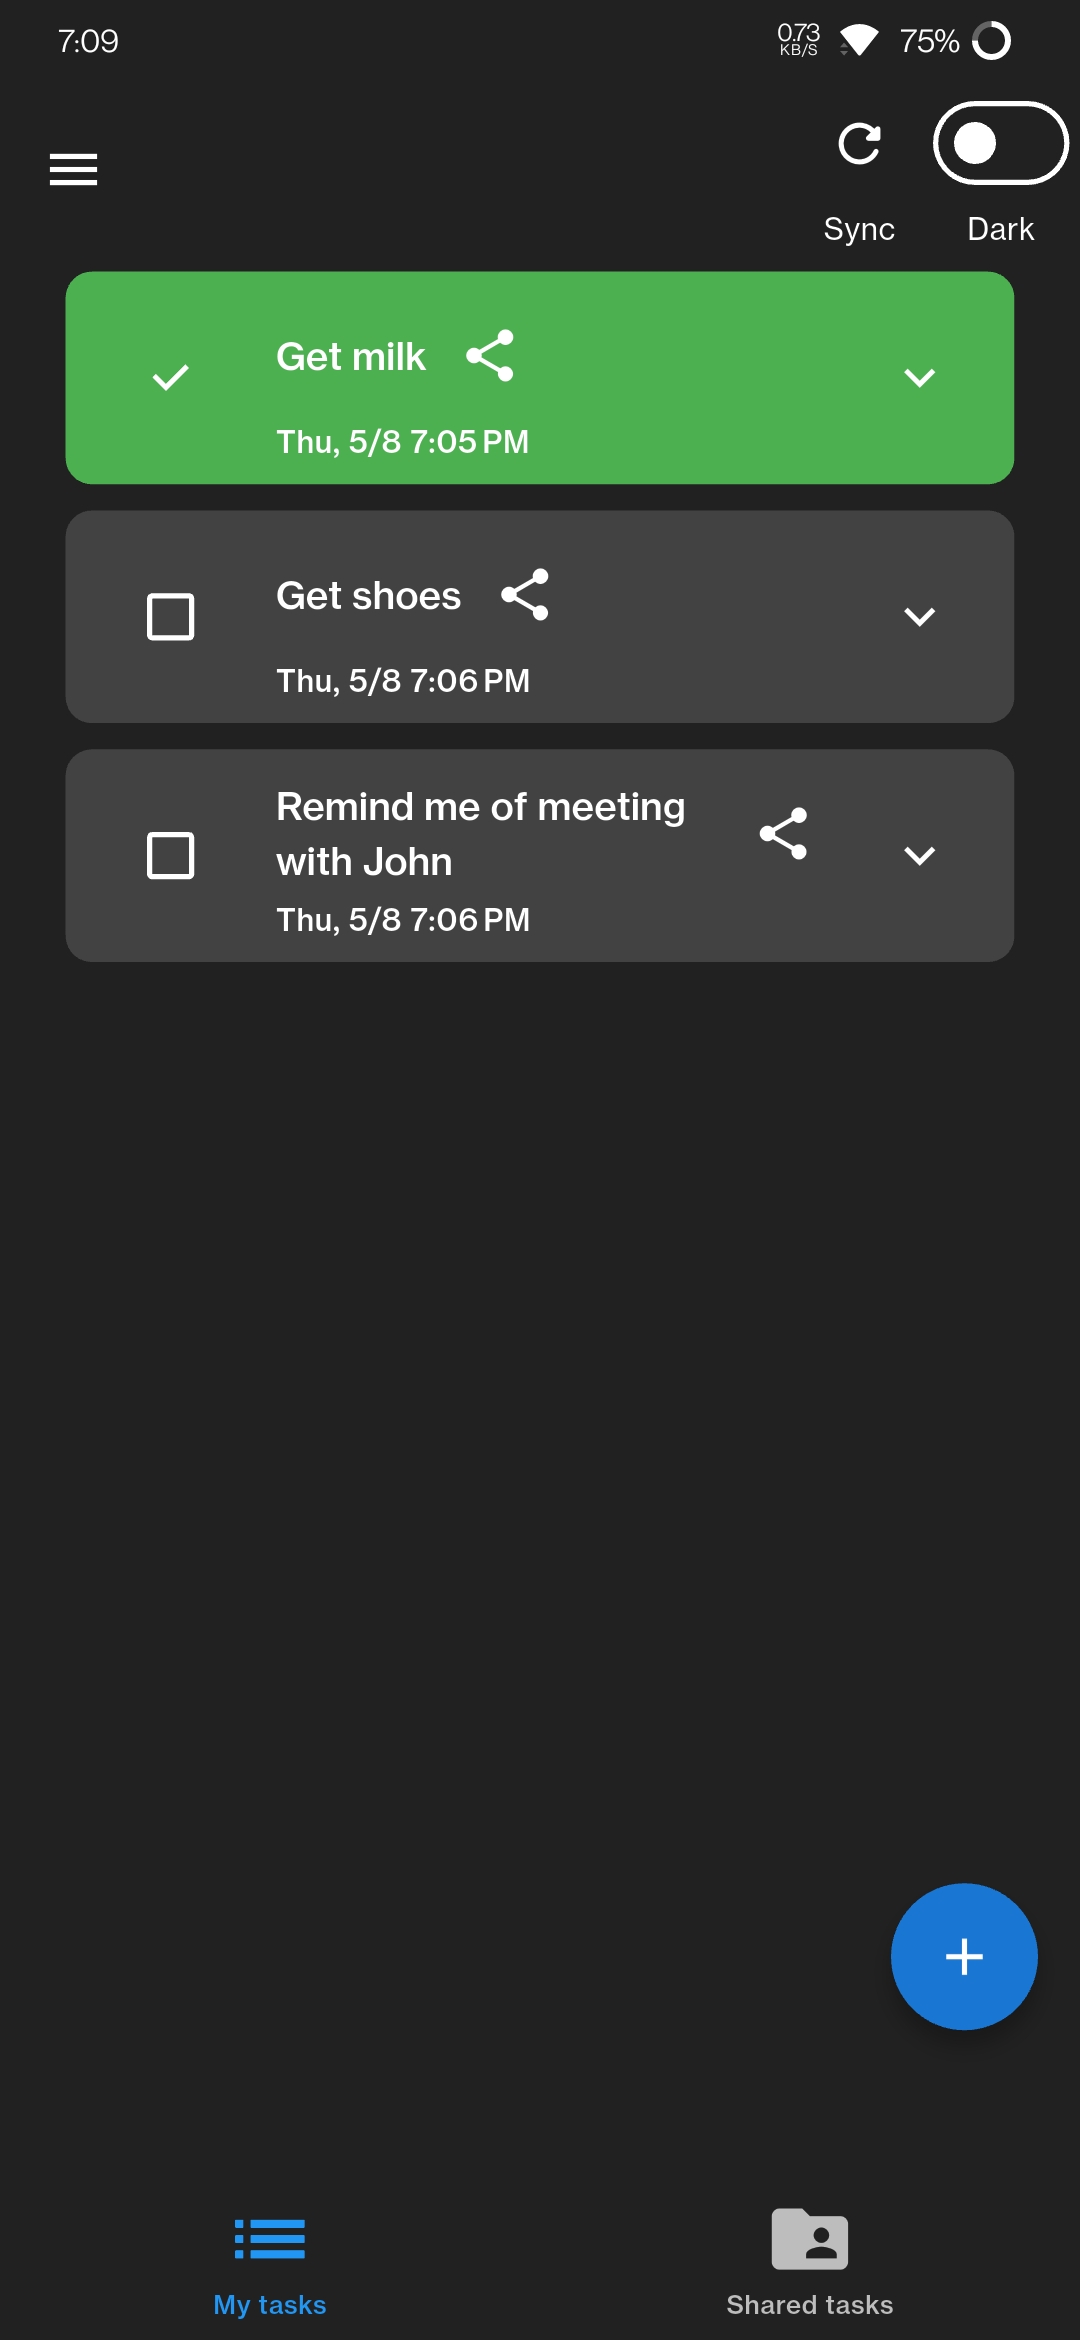 7:09
0.73
KB/S
75%
Sync
Dark
Get milk
Thu, 5/8 7:05 PM
Get shoes
Thu, 5/8 7:06 PM
Remind me of meeting
with John
Thu, 5/8 7:06 PM
My tasks
Shared tasks